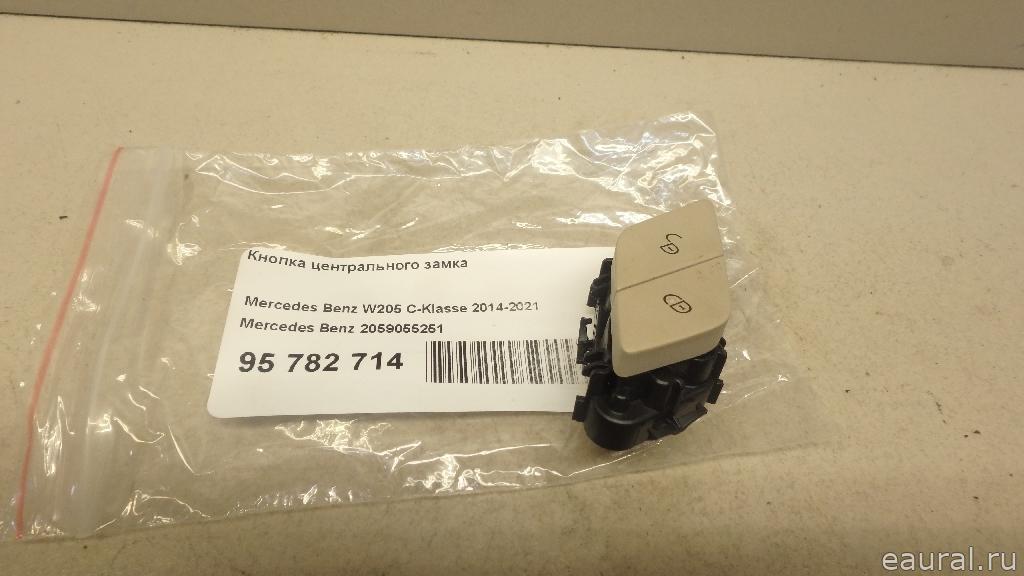 Кнопка центрального замка
Mercedes Benz W205 C-Klasse 2014-2021
Mercedes Benz 2059055251
95 782 714
eaural.ru